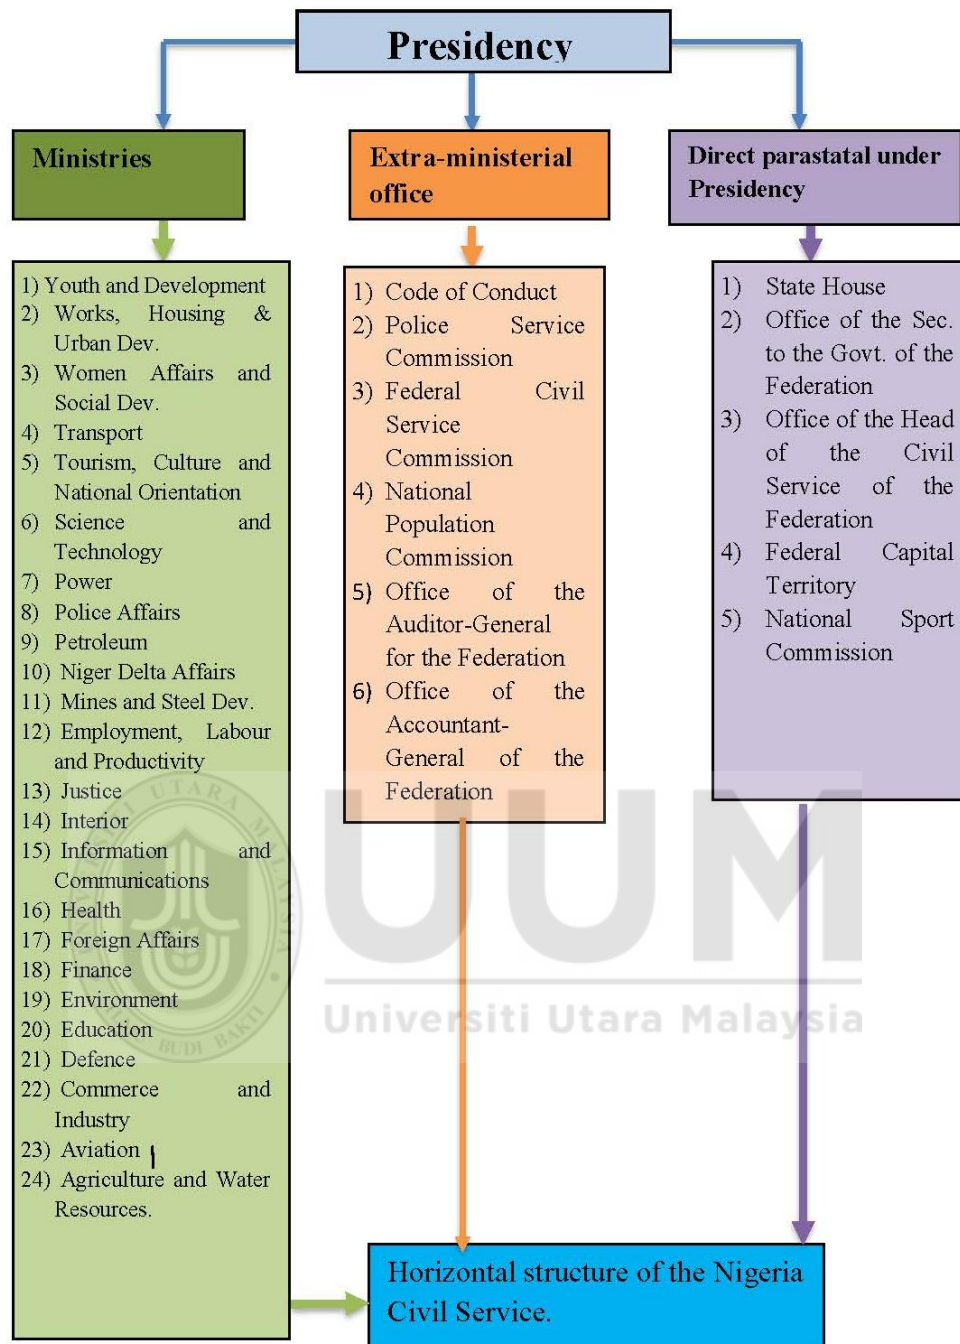 Presidency
Ministries
Extra-ministerial
office
Direct parastatal under
Presidency
1) Youth and Development
2) Works, Housing &
Urban Dev.
3) Women Affairs and
Social Dev.
4) Transport
5) Tourism, Culture and
National Orientation
6) Science and
Technology
7) Power
8) Police Affairs
9) Petroleum
10) Niger Delta Affairs
11) Mines and Steel Dev.
12) Employment, Labour
and Productivity
13) Justice
14) Interior
15) Information and
Communications
16) Health
17) Foreign Affairs
18) Finance
19) Environment
20) Education
21) Defence
22) Commerce and
Industry
23) Aviation
24) Agriculture and Water
Resources.
1) Code of Conduct
2) Police Service
Commission
3) Federal Civil
Service
Commission
4) National
Population
Commission
5) Office of the
Auditor-General
for the Federation
6) Office of the
Accountant-
General of the
Federation
1) State House
2) Office of the Sec.
to the Govt. of the
Federation
3) Office of the Head
of the Civil
Service of the
Federation
4) Federal Capital
Territory
5) National Sport
Commission
UUM
Universiti Utara Malaysia
UTARA MALAYSIA
BUDI BAKTI
Horizontal structure of the Nigeria
Civil Service.